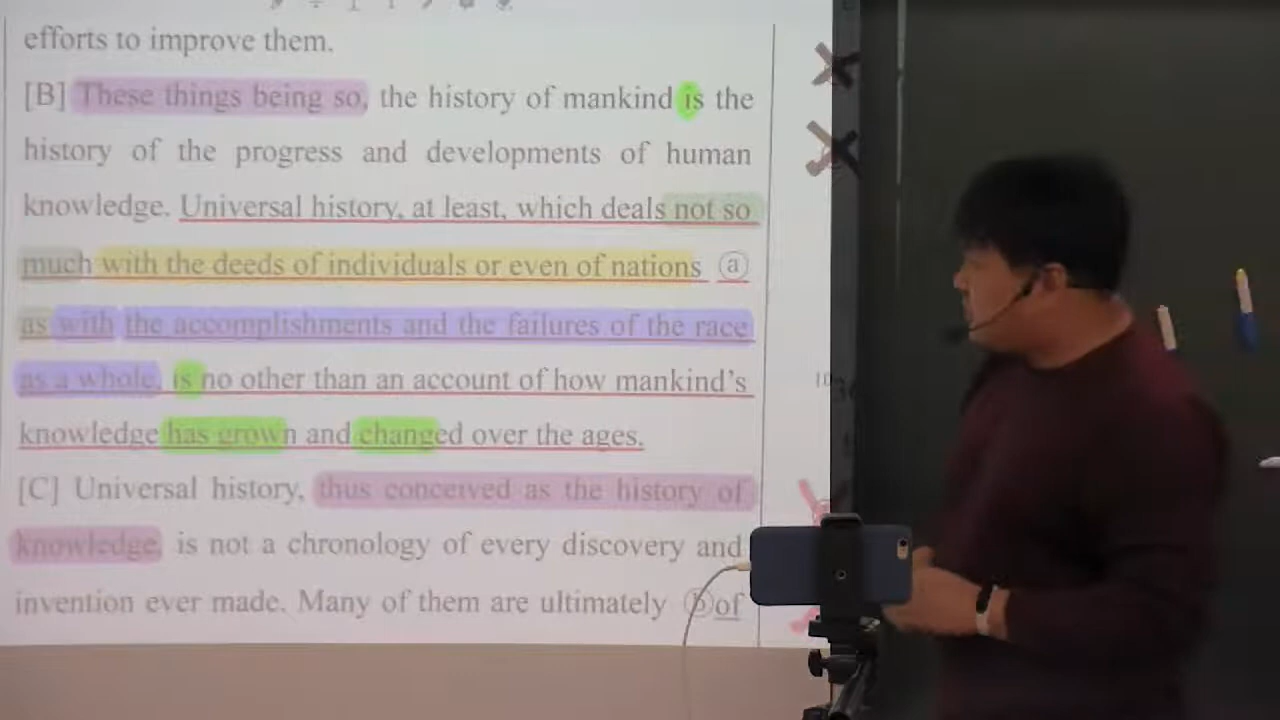 efforts to improve them.
[B] These things being so, the history of mankind is the
history of the progress and developments of human
knowledge. Universal history, at least, which deals not so
much with the deeds of individuals or even of nations ⓐ
as with the accomplishments and the failures of the race
as a whole, is no other than an account of how mankind's
knowledge has grown and changed over the ages.
[C] Universal history, thus conceived as the history of
knowledge, is not a chronology of every discovery and
invention ever made. Many of them are ultimately ⓑof
10